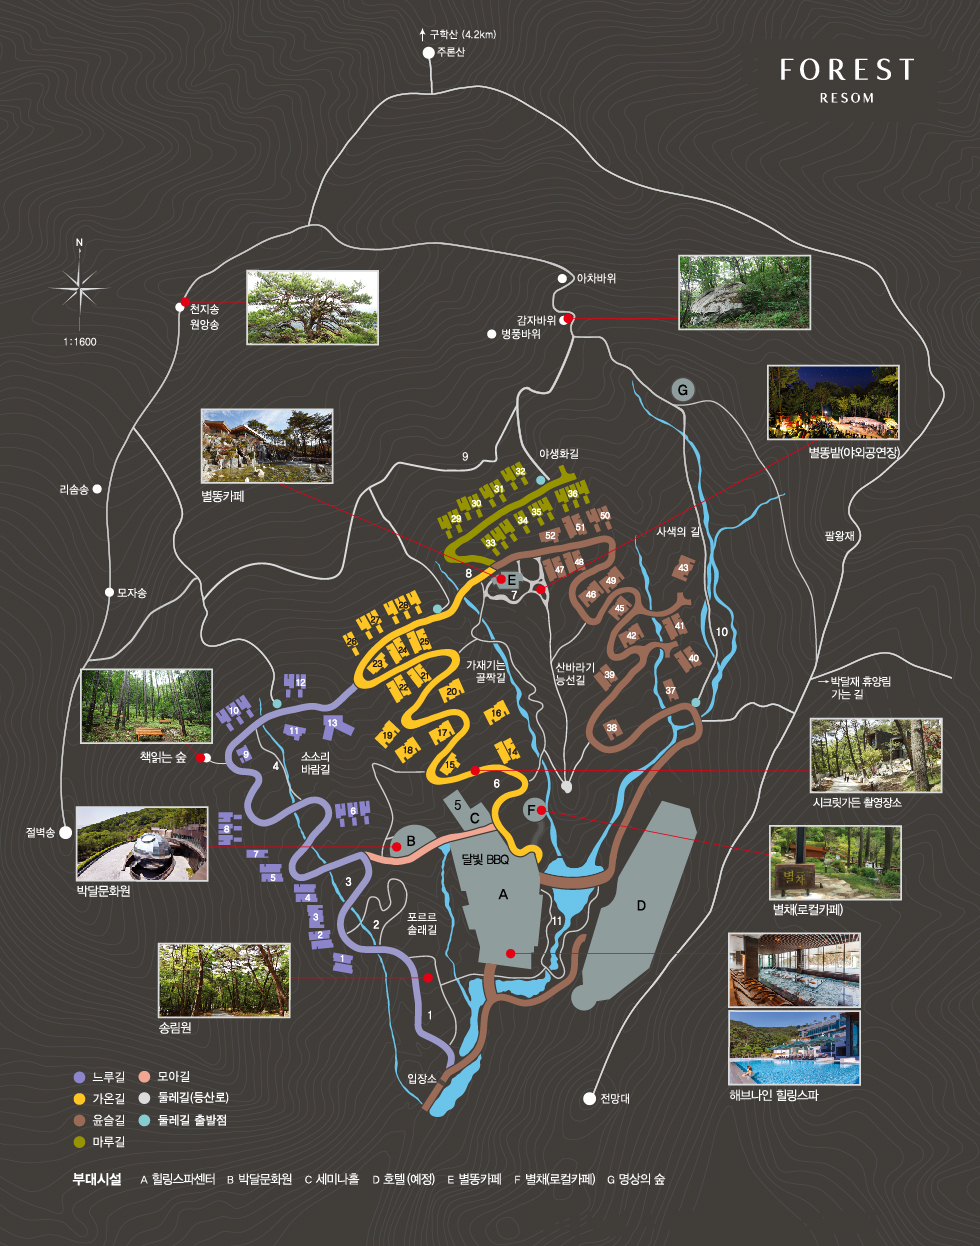 ↑ 구학산 (4.2km)
주론산
FOREST
RESOM
N
1:1600
천지송
원앙송
아차바위
감자바위
병풍바위
G
별똥밭(야외공연장)
별똥카페
9
야생화길
리솜송
사색의 길
팔왕재
32
31
30
29
36
35
34
33
50
51
52
8
E
7
47
48
49
46
45
43
42
41
40
39
37
38
10
모자송
28
27
26
25
24
23
22
21
20
19
18
17
16
15
14
가재기는
골짝길
산바라기
능선길
→ 박달재 휴양림
가는 길
12
10
11
13
9
책읽는 숲
4
소소리
바람길
6
시크릿가든 촬영장소
절벽송
8
7
5
4
3
2
1
6
박달문화원
B
5
C
F
달빛 BBQ
A
D
별채
별채(로컬카페)
3
2
포르르
솔래길
11
송림원
1
입장소
전망대
해브나인 힐링스파
느루길
모아길
가온길
둘레길(등산로)
윤슬길
둘레길 출발점
마루길
부대시설 A 힐링스파센터 B 박달문화원 C 세미나홀 D 호텔(예정) E 별똥카페 F 별채(로컬카페) G 명상의 숲